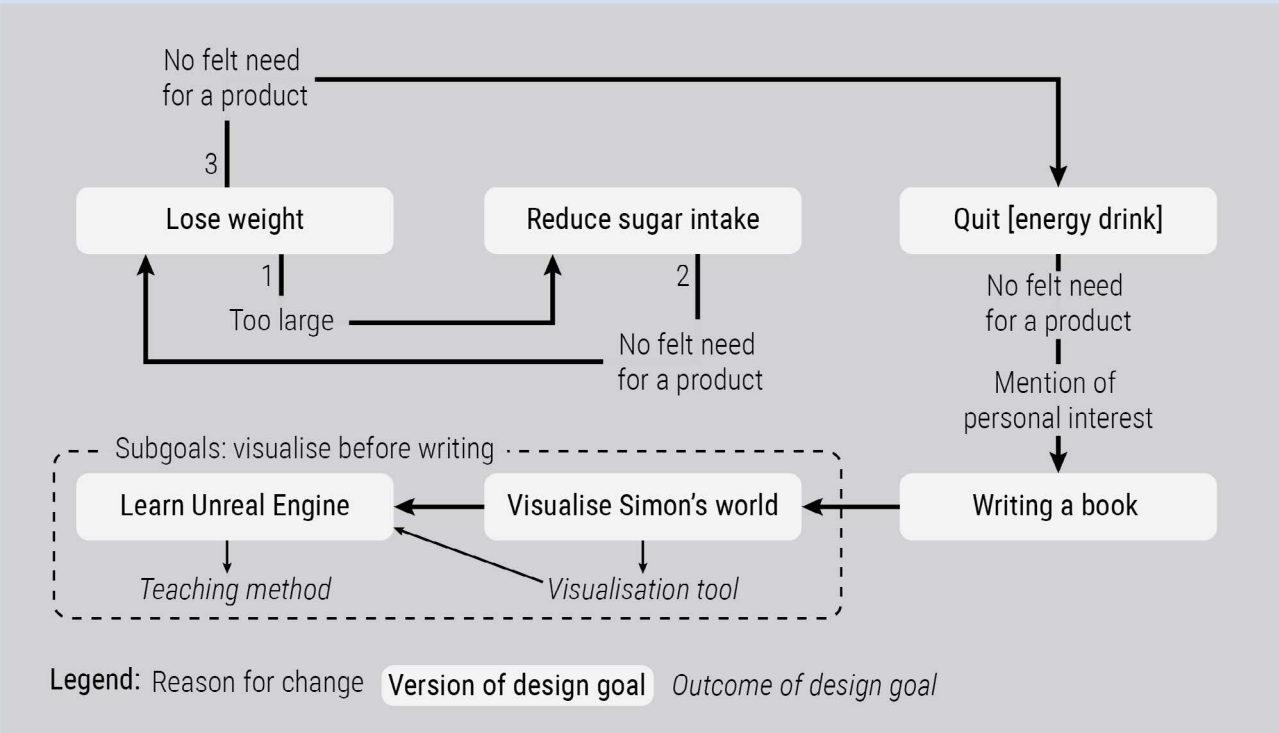 No felt need
for a product
3
Lose weight
Reduce sugar intake
Quit [energy drink]
1
2
Too large
No felt need
for a product
No felt need
for a product
Mention of
personal interest
Subgoals: visualise before writing
Learn Unreal Engine
Visualise Simon's world
Writing a book
Teaching method
Visualisation tool
Legend: Reason for change Version of design goal Outcome of design goal